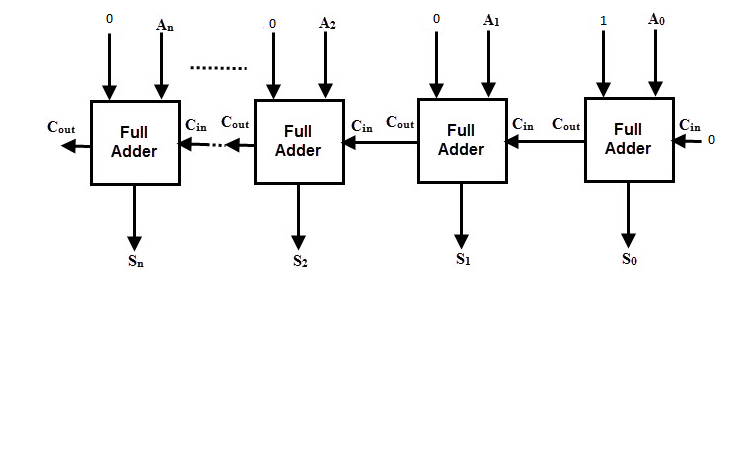 0 An 0 A2 0 A1 1 A0
Cout Full Adder Cin Cout Full Adder Cin Cout Full Adder Cin Cout Full Adder Cin 0
Sn S2 S1 S0